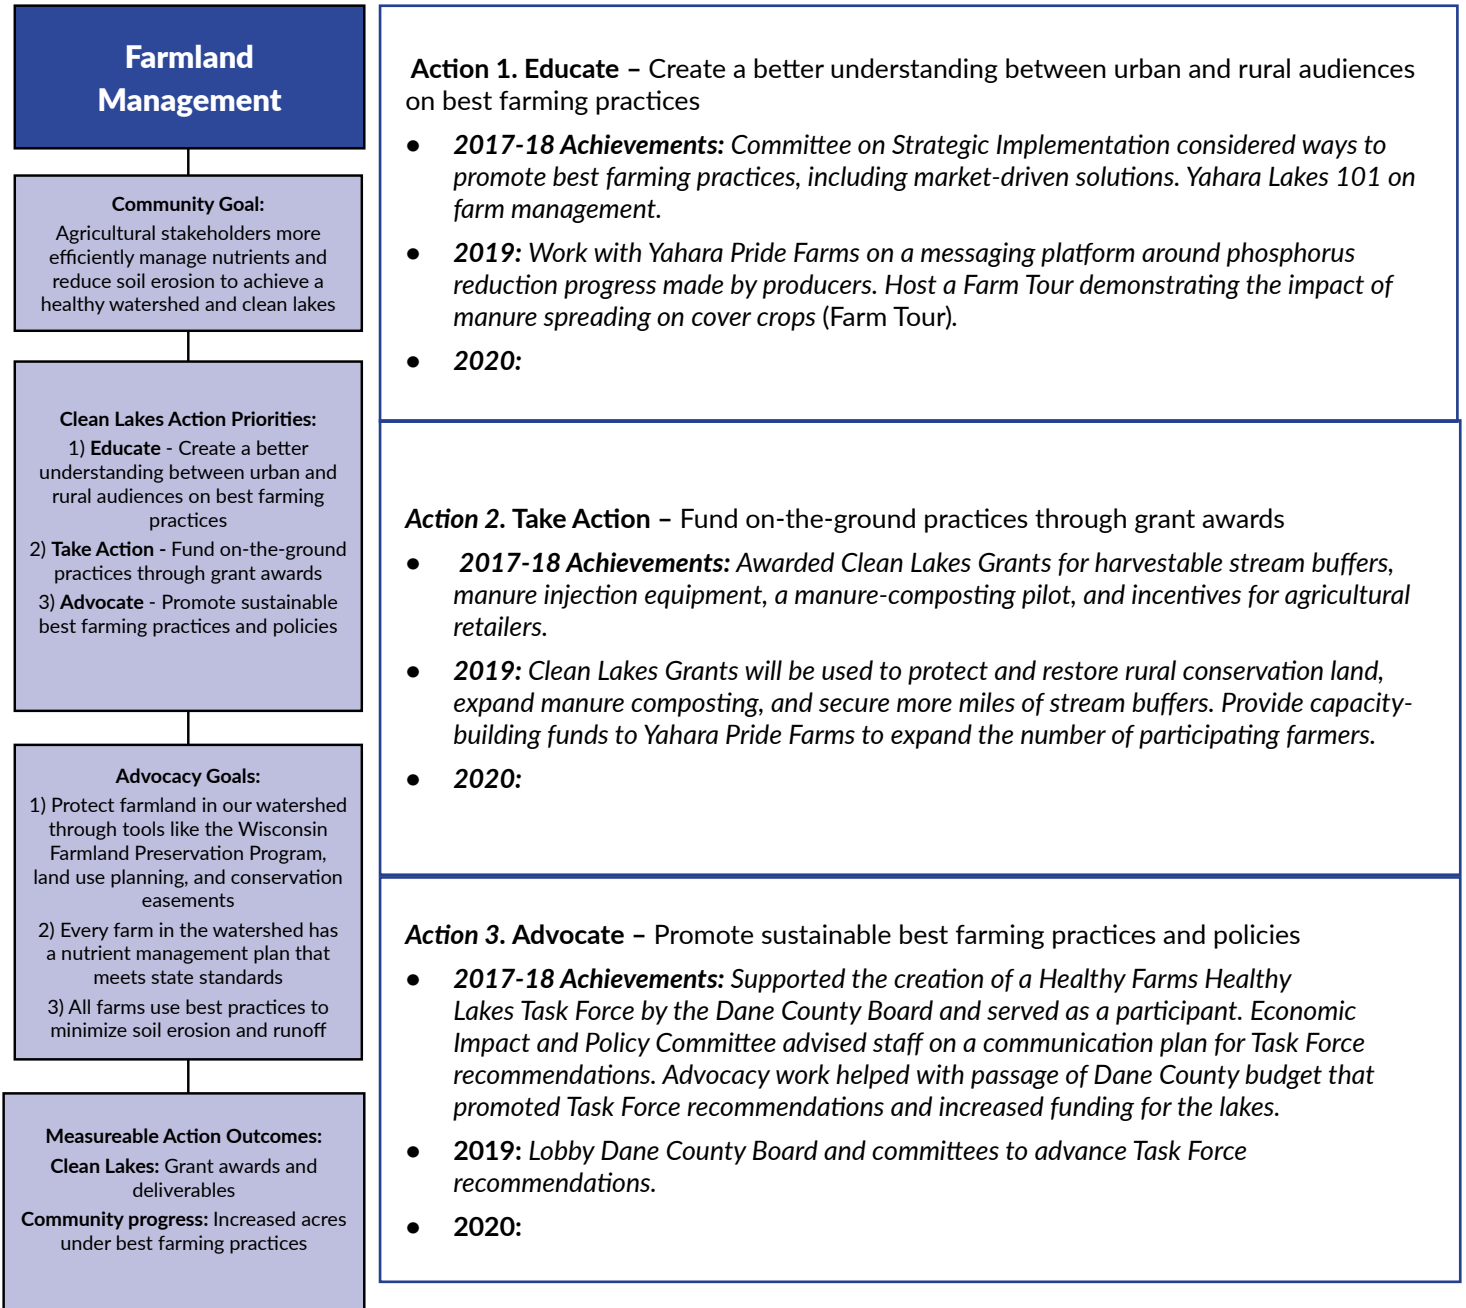 Farmland
Management
Community Goal:
Agricultural stakeholders more
efficiently manage nutrients and
reduce soil erosion to achieve a
healthy watershed and clean lakes
Clean Lakes Action Priorities:
1) Educate - Create a better
understanding between urban and
rural audiences on best farming
practices
2) Take Action - Fund on-the-ground
practices through grant awards
3) Advocate - Promote sustainable
best farming practices and policies
Advocacy Goals:
1) Protect farmland in our watershed
through tools like the Wisconsin
Farmland Preservation Program,
land use planning, and conservation
easements
2) Every farm in the watershed has
a nutrient management plan that
meets state standards
3) All farms use best practices to
minimize soil erosion and runoff
Measureable Action Outcomes:
Clean Lakes: Grant awards and
deliverables
Community progress: Increased acres
under best farming practices
Action 1. Educate – Create a better understanding between urban and rural audiences
on best farming practices
● 2017-18 Achievements: Committee on Strategic Implementation considered ways to
promote best farming practices, including market-driven solutions. Yahara Lakes 101 on
farm management.
● 2019: Work with Yahara Pride Farms on a messaging platform around phosphorus
reduction progress made by producers. Host a Farm Tour demonstrating the impact of
manure spreading on cover crops (Farm Tour).
● 2020:
Action 2. Take Action – Fund on-the-ground practices through grant awards
● 2017-18 Achievements: Awarded Clean Lakes Grants for harvestable stream buffers,
manure injection equipment, a manure-composting pilot, and incentives for agricultural
retailers.
● 2019: Clean Lakes Grants will be used to protect and restore rural conservation land,
expand manure composting, and secure more miles of stream buffers. Provide capacity-
building funds to Yahara Pride Farms to expand the number of participating farmers.
● 2020:
Action 3. Advocate – Promote sustainable best farming practices and policies
● 2017-18 Achievements: Supported the creation of a Healthy Farms Healthy
Lakes Task Force by the Dane County Board and served as a participant. Economic
Impact and Policy Committee advised staff on a communication plan for Task Force
recommendations. Advocacy work helped with passage of Dane County budget that
promoted Task Force recommendations and increased funding for the lakes.
● 2019: Lobby Dane County Board and committees to advance Task Force
recommendations.
● 2020: